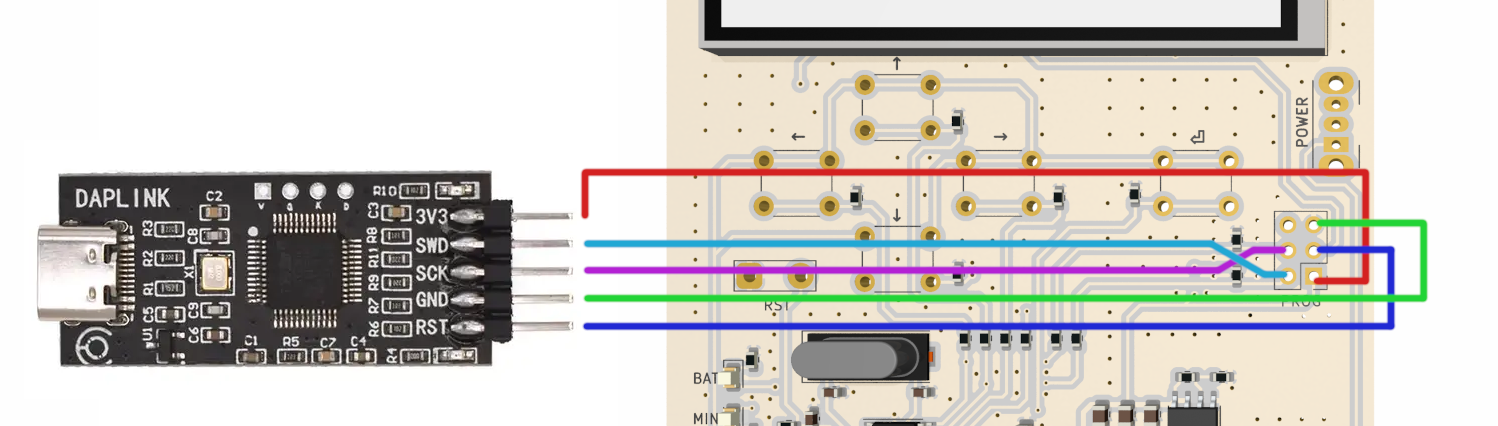 DAPLINK
V G K D
R10
C2
C3
3V3
R3
C8
R8
SWD
R2
X1
R11
SCK
R1
R9
GND
C5
C9
R7
RST
U1
C6
R6
C1
R5
C7
C4
R4
↑
←
→
⏎
↓
POWER
RST
PROG
BAT
MIN